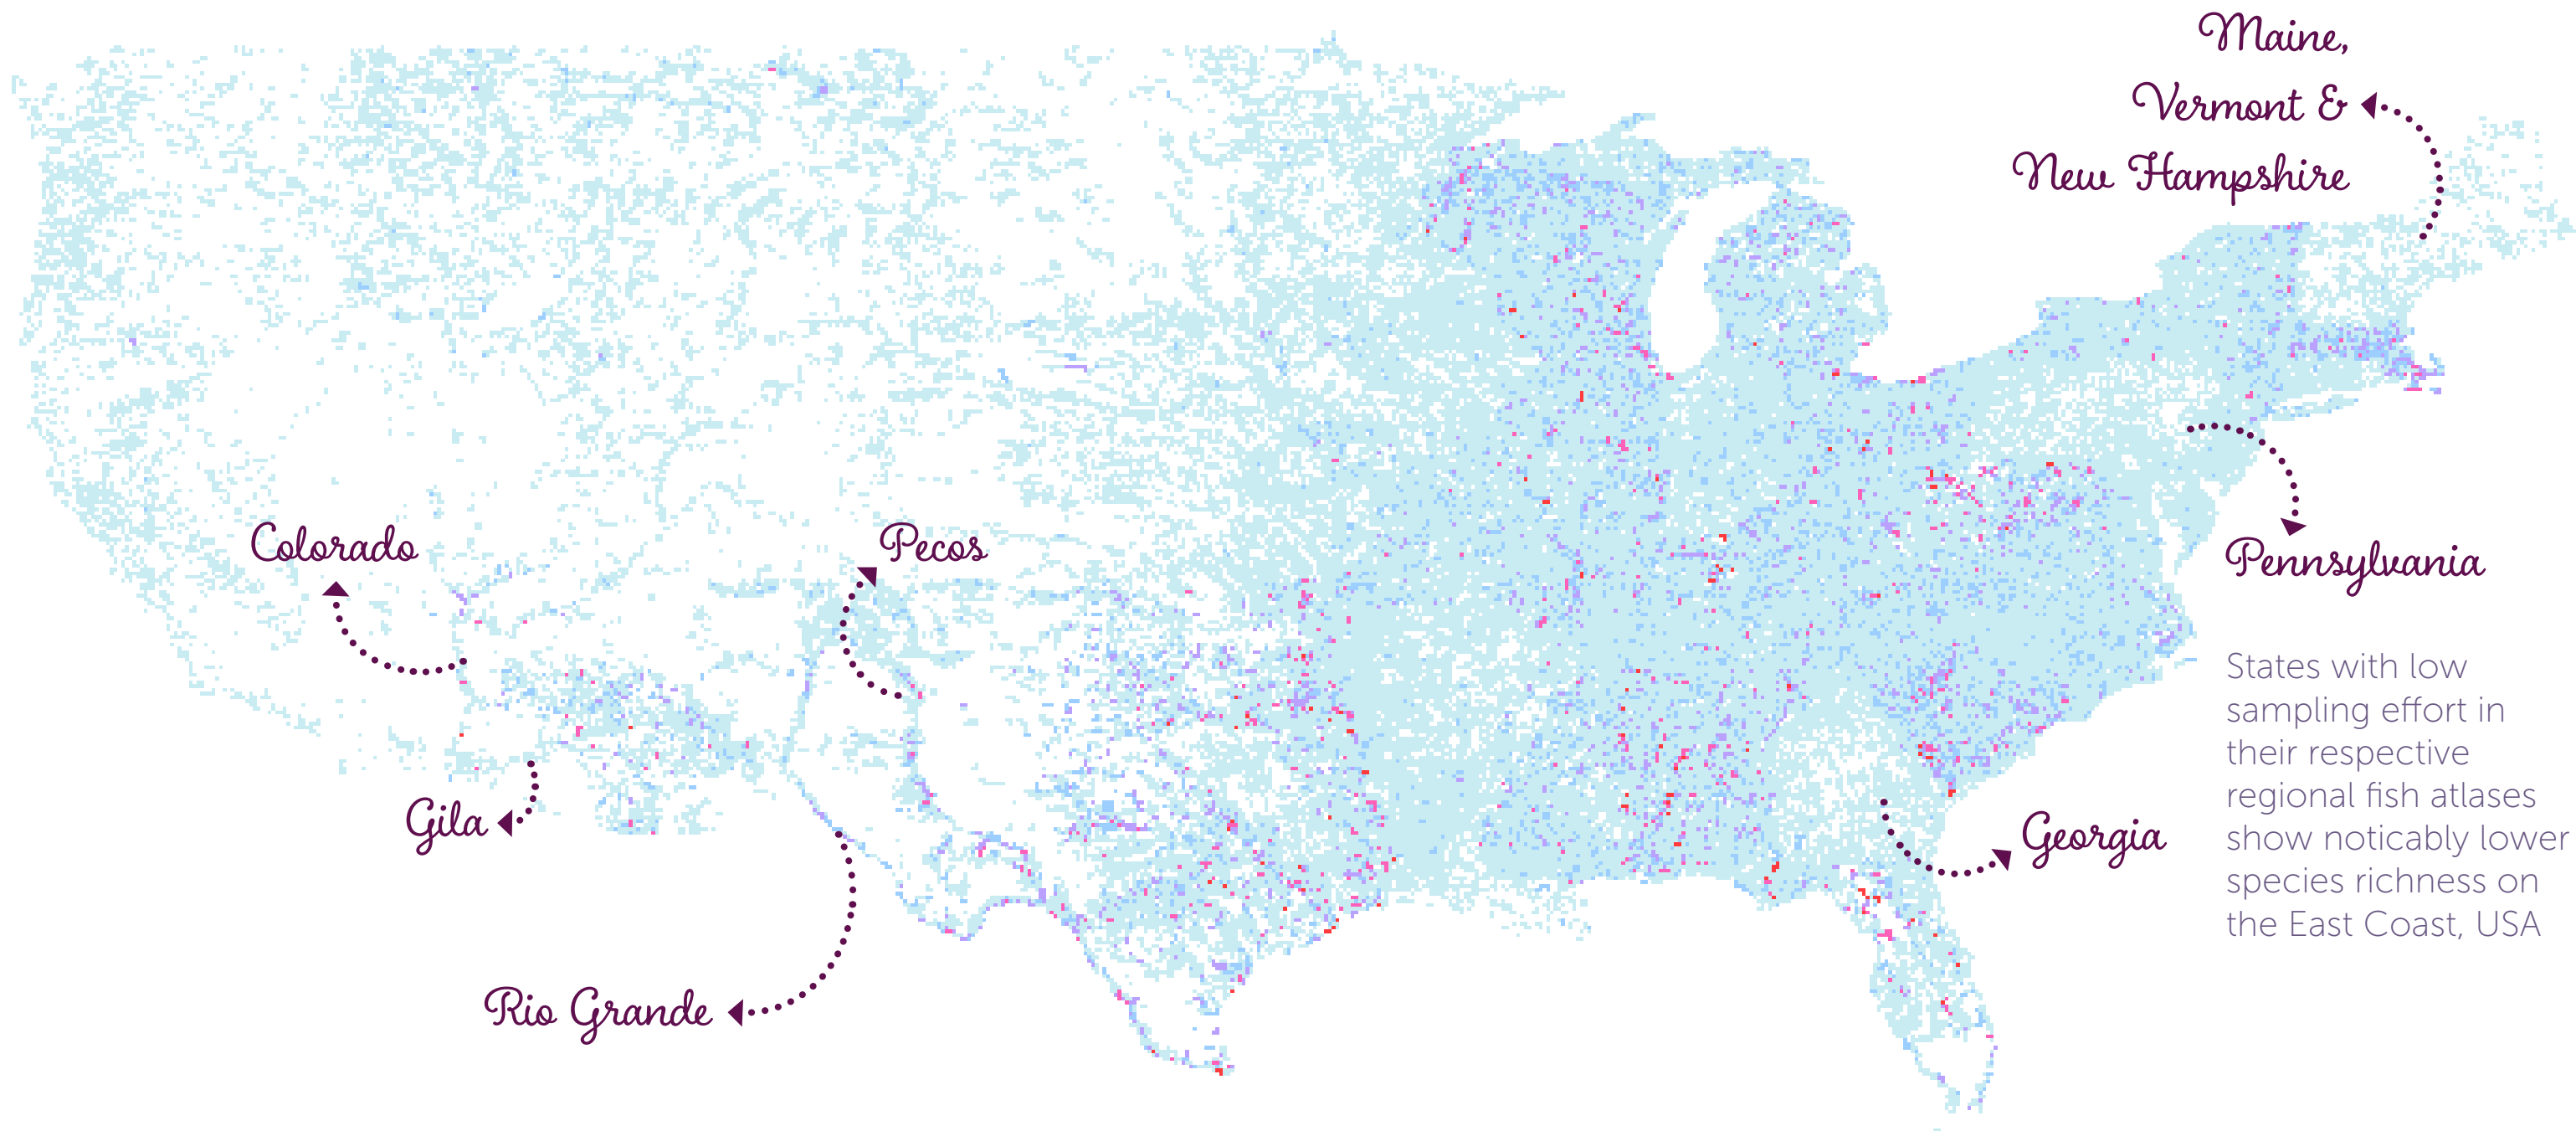 Maine,
Vermont &
New Hampshire
Colorado
Pecos
Pennsylvania
Gila
Georgia
Rio Grande
States with low
sampling effort in
their respective
regional fish atlases
show noticably lower
species richness on
the East Coast, USA